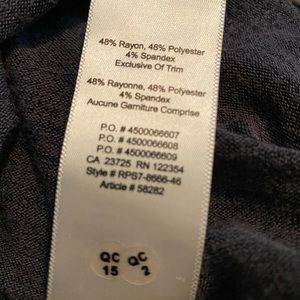 48% Rayon, 48% Polyester
4% Spandex
Exclusive Of Trim
48% Rayonne, 48% Polyester
4% Spandex
Aucune Garniture Comprise
P.O. # 4500066607
P.O. # 4500066608
P.O. # 4500066609
CA 23725 RN 122354
Style # RPS7-8666-46
Article # 58282
QC
15
QC
2